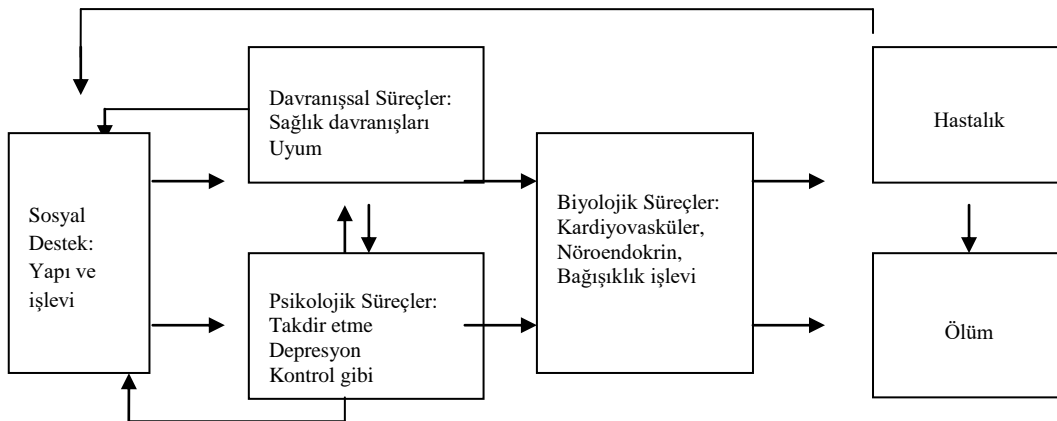 Sosyal
Destek:
Yapı ve
işlevi
Davranışsal Süreçler:
Sağlık davranışları
Uyum
Psikolojik Süreçler:
Takdir etme
Depresyon
Kontrol gibi
Biyolojik Süreçler:
Kardiyovasküler,
Nöroendokrin,
Bağışıklık işlevi
Hastalık
Ölüm